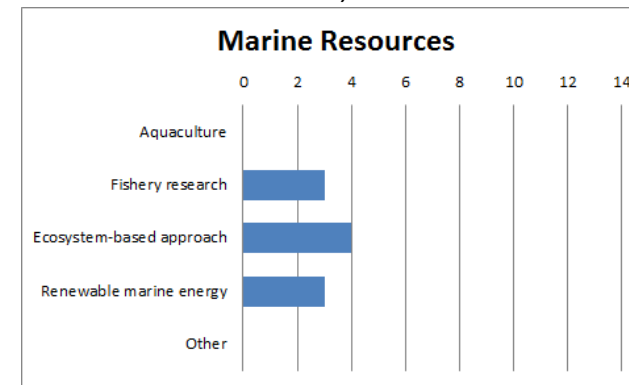 Marine Resources
0 2 4 6 8 10 12 14
Aquaculture
Fishery research
Ecosystem-based approach
Renewable marine energy
Other